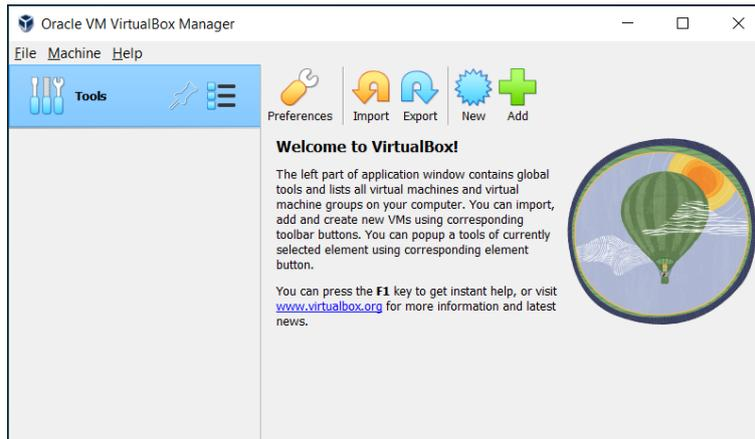 Oracle VM VirtualBox Manager
File Machine Help
Tools
Preferences Import Export New Add
Welcome to VirtualBox!
The left part of application window contains global
tools and lists all virtual machines and virtual
machine groups on your computer. You can import,
add and create new VMs using corresponding
toolbar buttons. You can popup a tools of currently
selected element using corresponding element
button.
You can press the F1 key to get instant help, or visit
www.virtualbox.org for more information and latest
news.